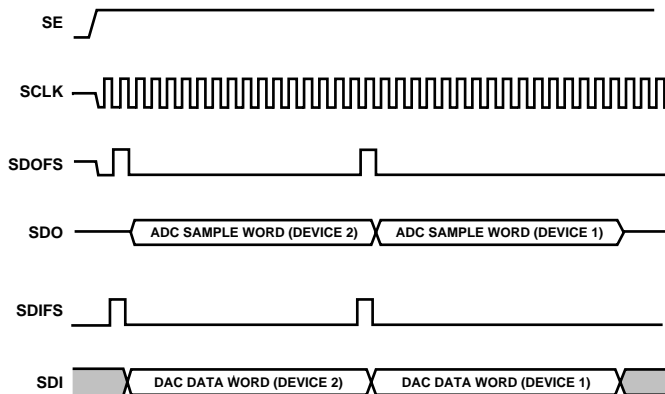 SE
SCLK
SDOFS
SDO
ADC SAMPLE WORD (DEVICE 2)
ADC SAMPLE WORD (DEVICE 1)
SDIFS
SDI
DAC DATA WORD (DEVICE 2)
DAC DATA WORD (DEVICE 1)